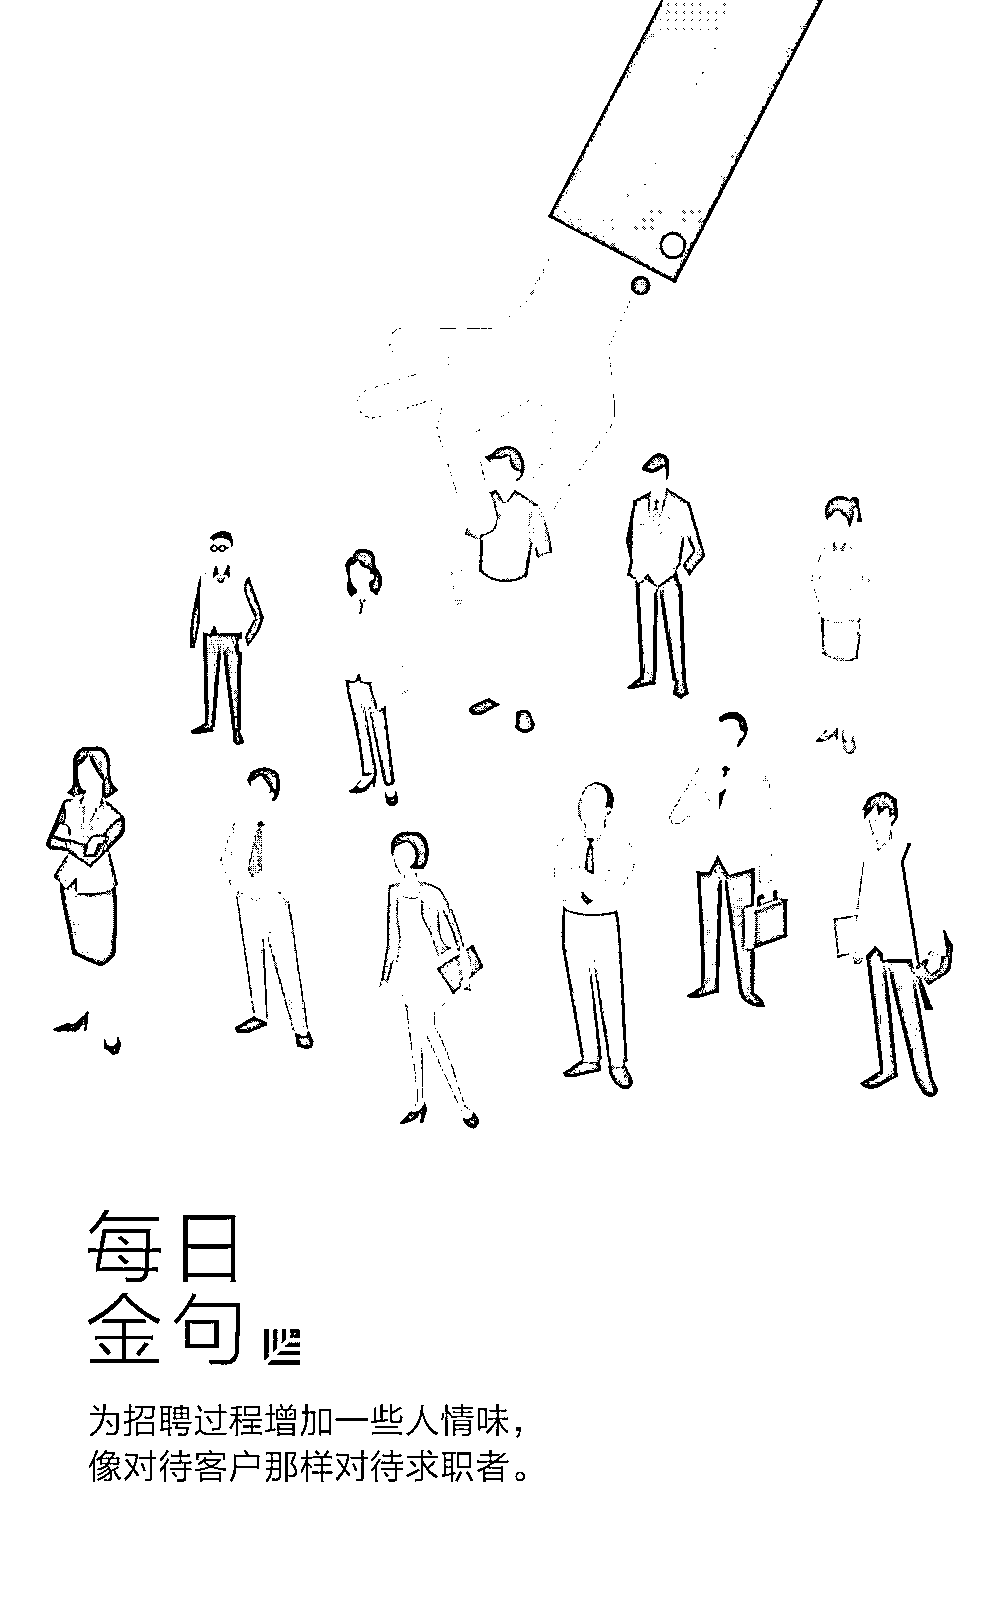 每日
金句
为招聘过程增加一些人情味，
像对待客户那样对待求职者。